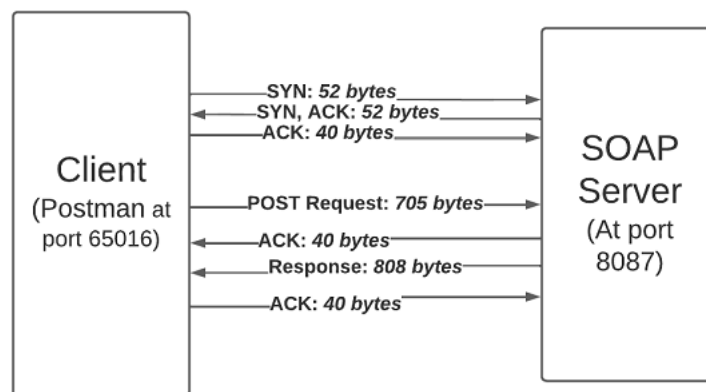 Client
(Postman at
port 65016)
SYN: 52 bytes
SYN, ACK: 52 bytes
ACK: 40 bytes
POST Request: 705 bytes
ACK: 40 bytes
Response: 808 bytes
ACK: 40 bytes
SOAP
Server
(At port
8087)